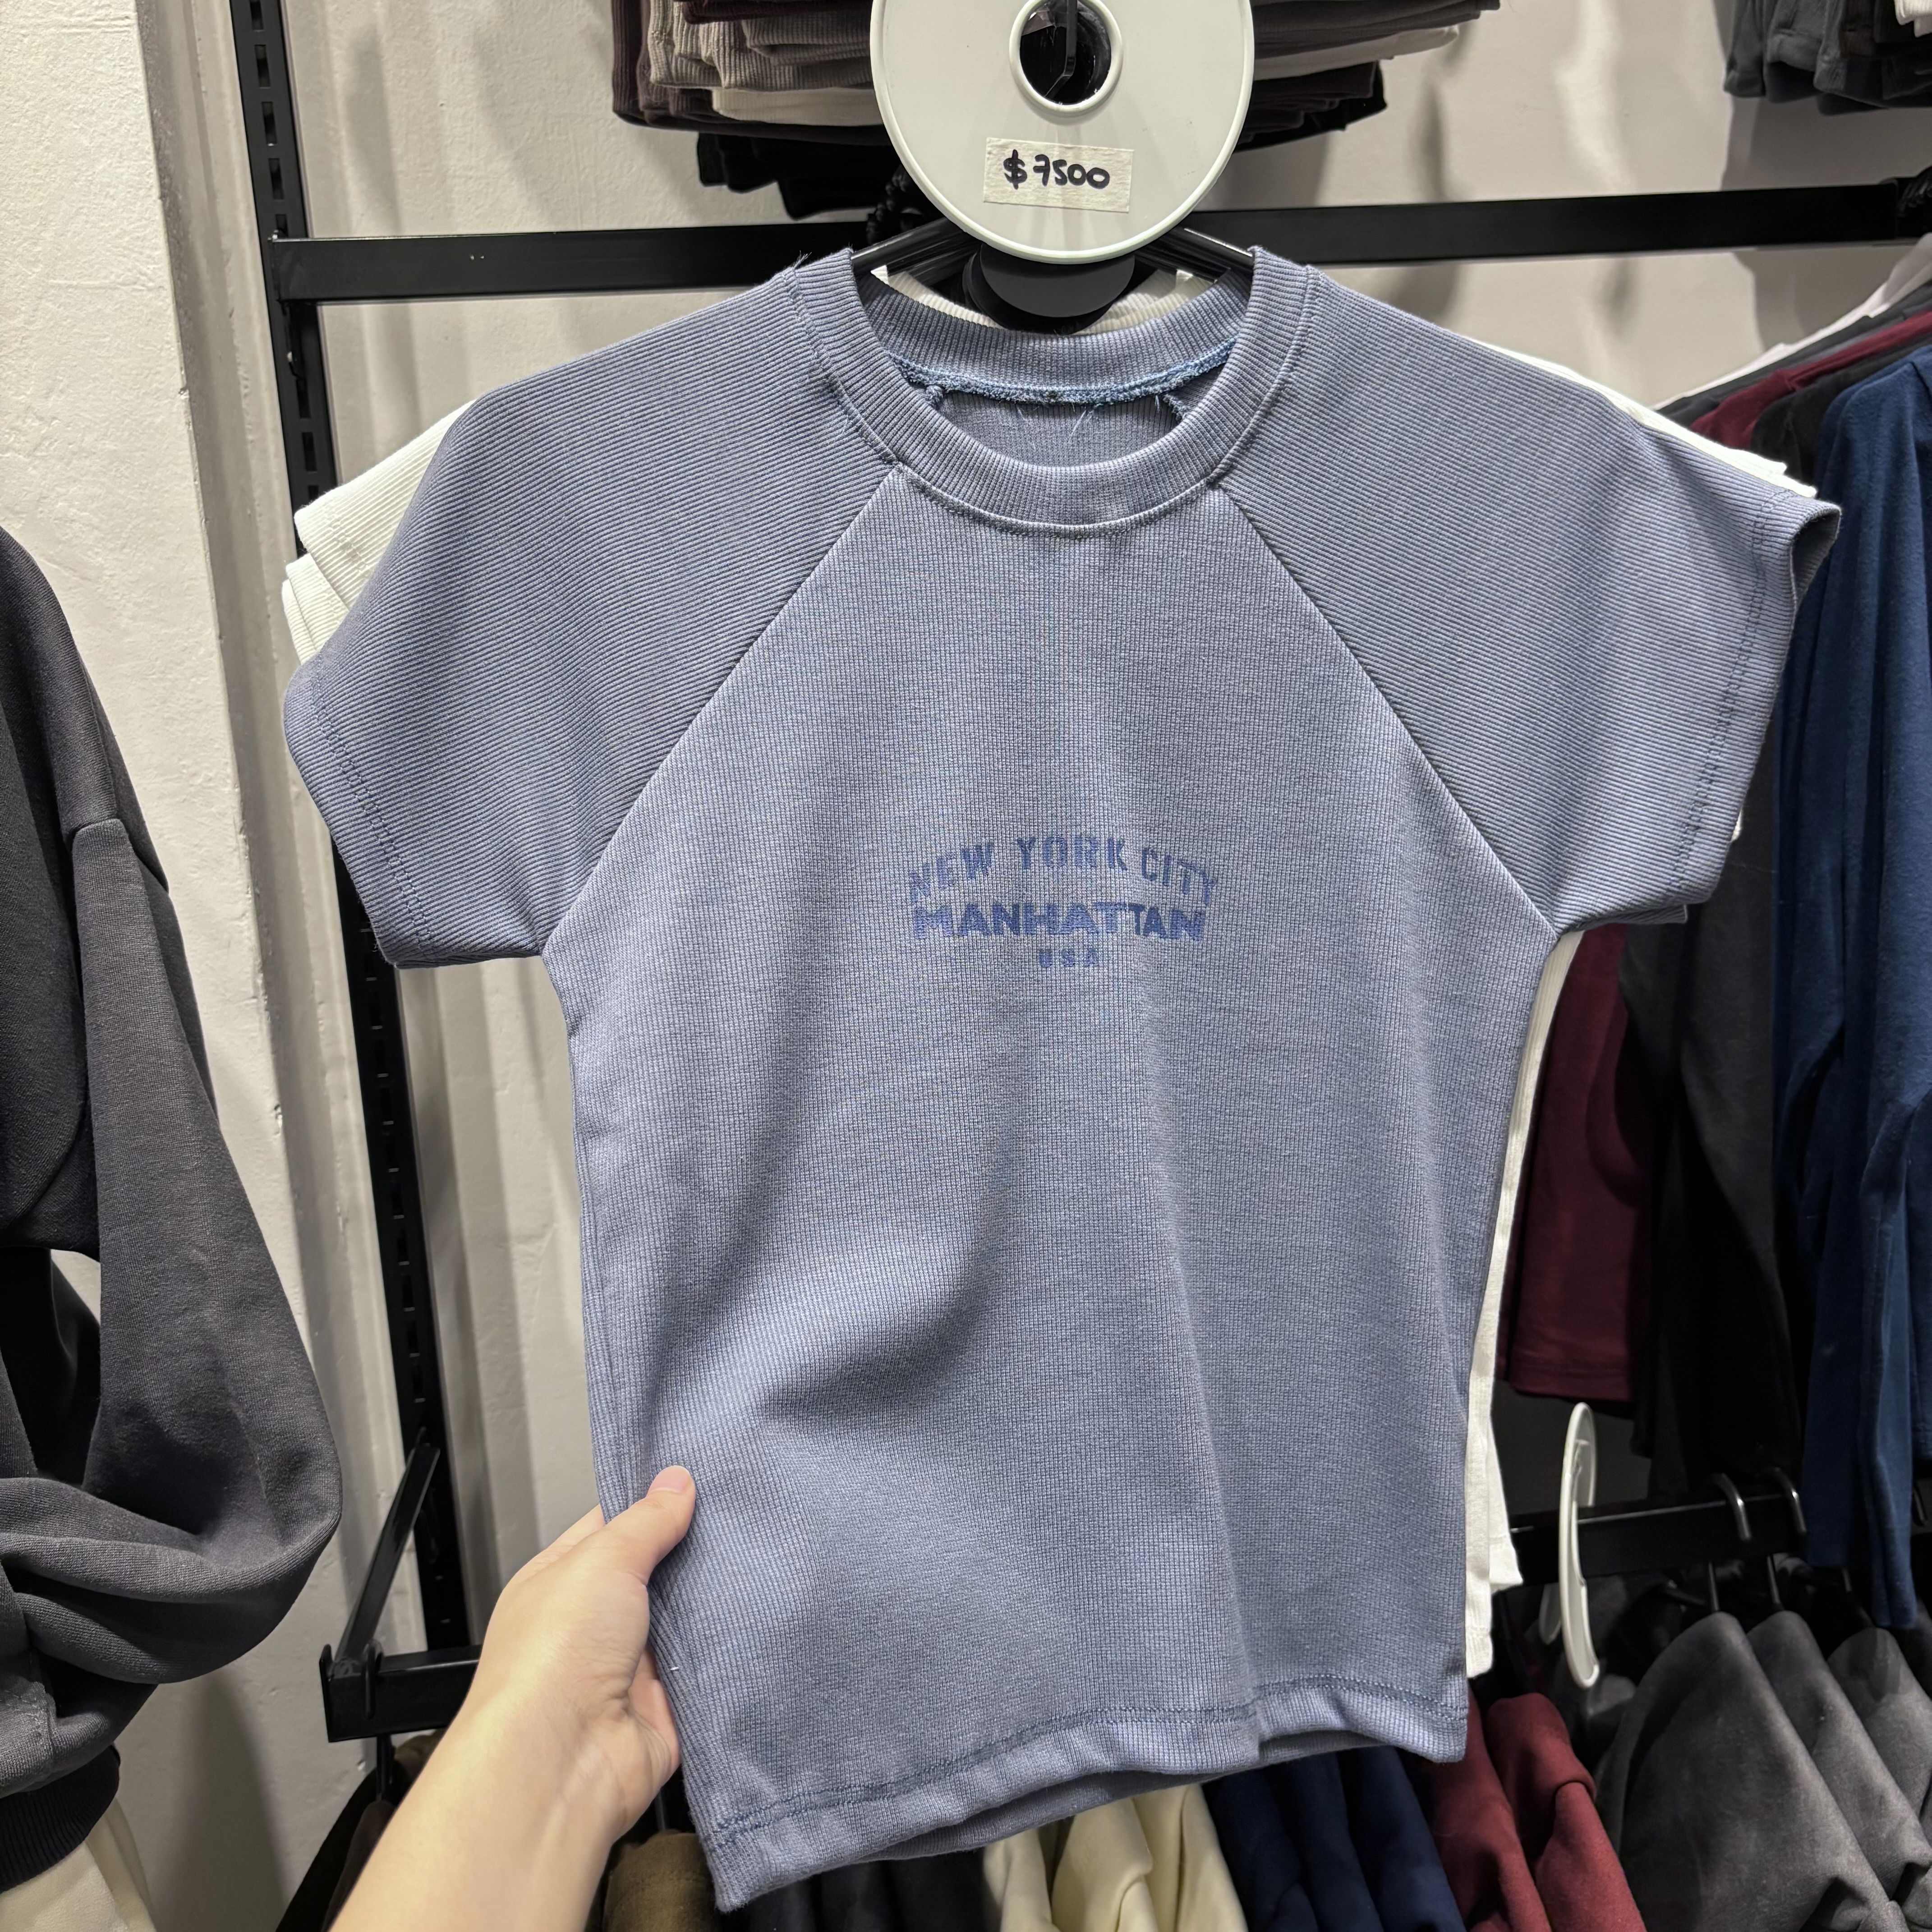 $7500
NEW YORK CITY
MANHATTAN
USA